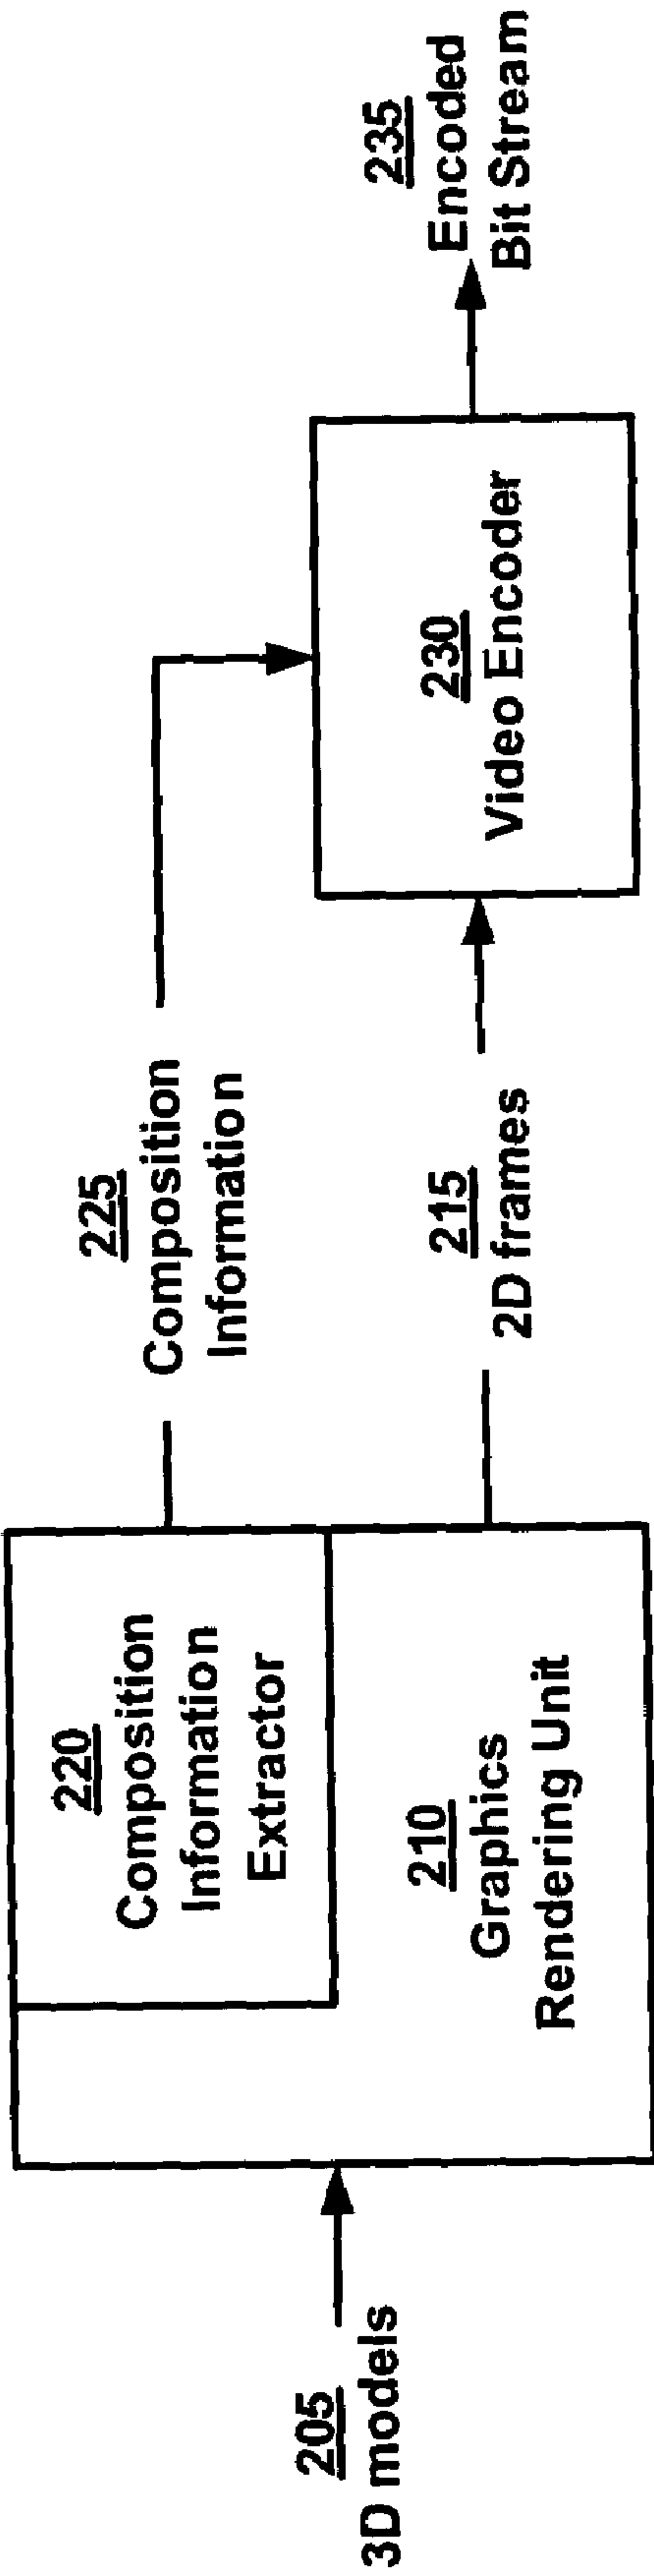 205
3D models
220
Composition
Information
Extractor
210
Graphics
Rendering Unit
225
Composition
Information
215
2D frames
230
Video Encoder
235
Encoded
Bit Stream